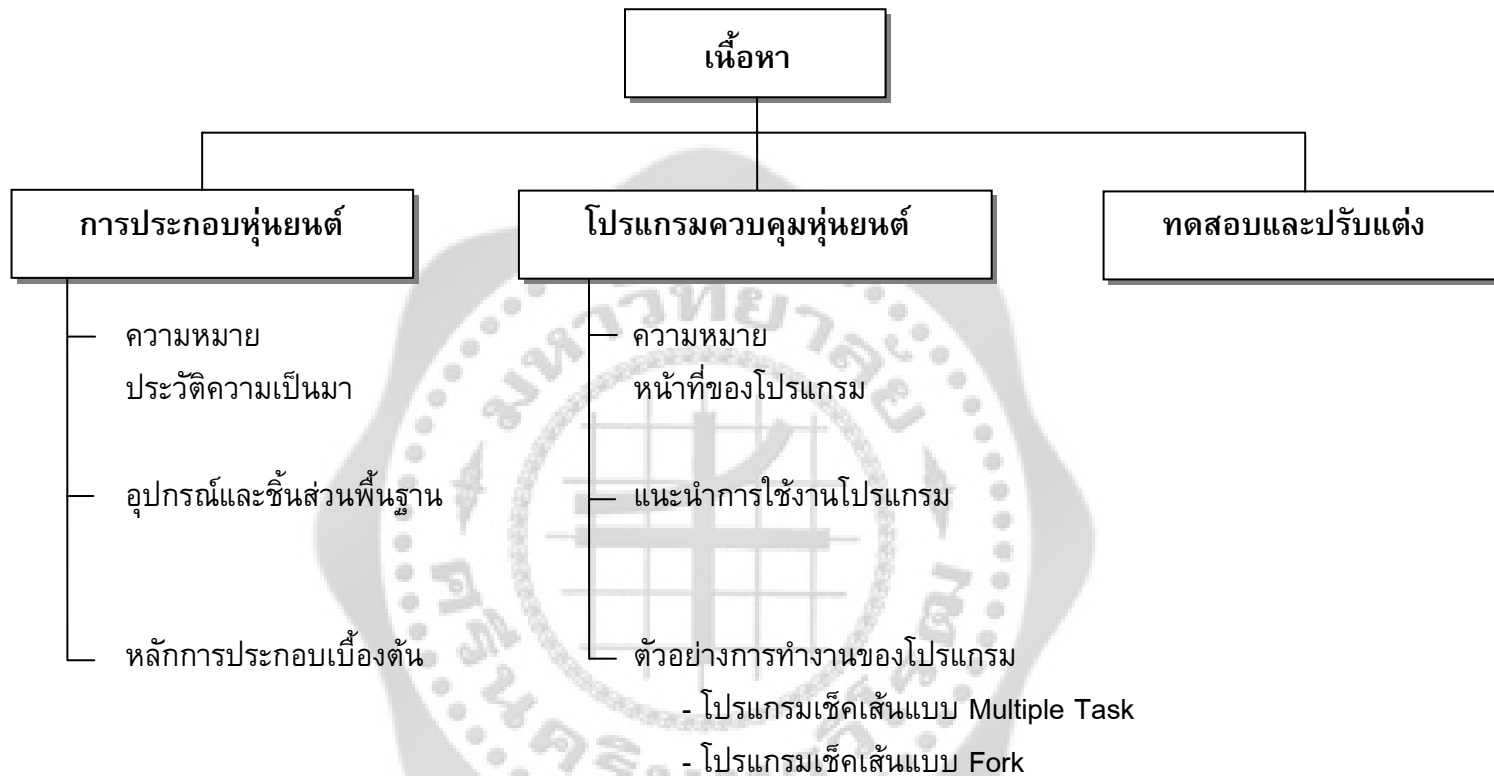 เนื้อหา
การประกอบหุ่นยนต์
โปรแกรมควบคุมหุ่นยนต์
ทดสอบและปรับแต่ง
ความหมาย
ประวัติความเป็นมา
อุปกรณ์และชิ้นส่วนพื้นฐาน
หลักการประกอบเบื้องต้น
ความหมาย
หน้าที่ของโปรแกรม
แนะนำการใช้งานโปรแกรม
ตัวอย่างการทำงานของโปรแกรม
- โปรแกรมเช็คเส้นแบบ Multiple Task
- โปรแกรมเช็คเส้นแบบ Fork
มหาวิทยาลัย